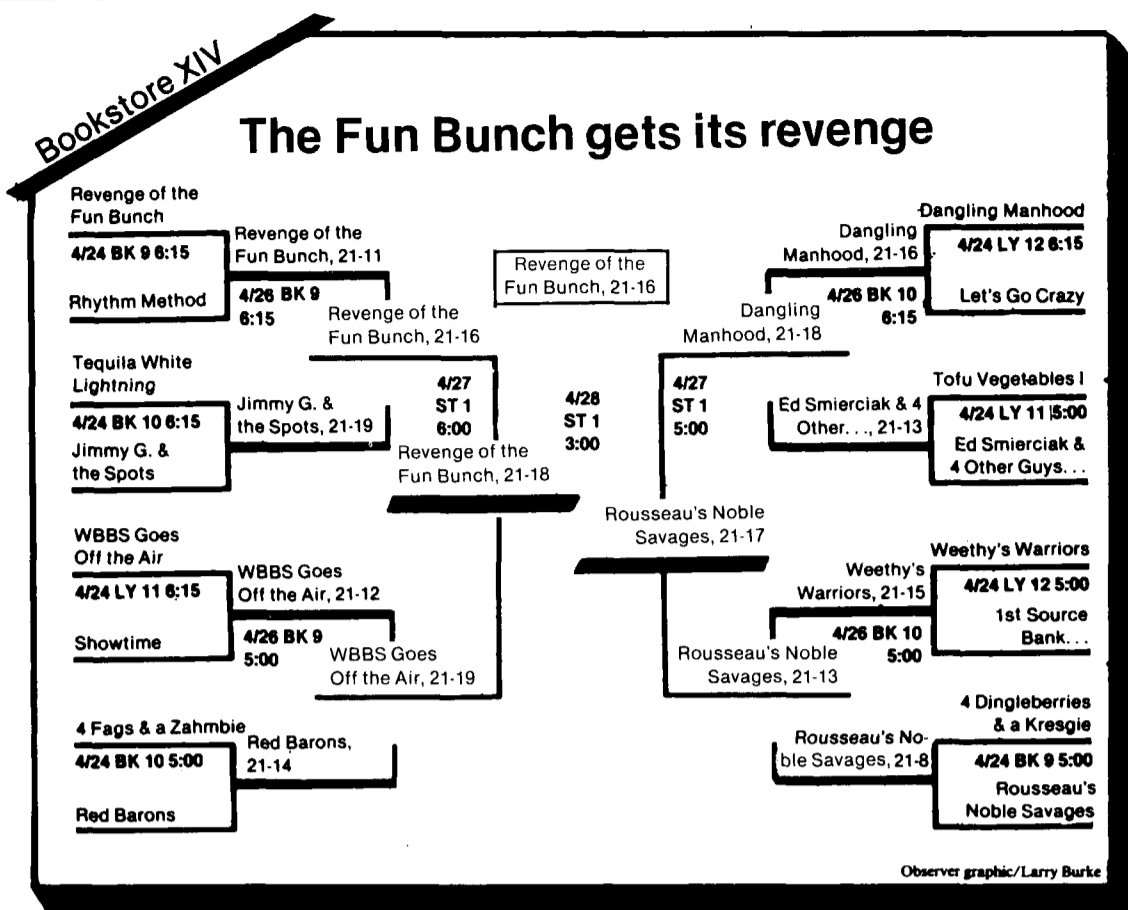 Bookstore XIV
The Fun Bunch gets its revenge
Revenge of the
Fun Bunch
4/24 BK 9 6:15
Rhythm Method
Revenge of the
Fun Bunch, 21-11
4/26 BK 9
6:15
Tequila White
Lightning
4/24 BK 10 6:15
Jimmy G. &
the Spots
Jimmy G. &
the Spots, 21-19
Revenge of the
Fun Bunch, 21-16
4/27
ST 1
6:00
WBBS Goes
Off the Air
4/24 LY 11 6:15
Showtime
WBBS Goes
Off the Air, 21-12
4/26 BK 9
5:00
4 Fags & a Zahmbie
4/24 BK 10 5:00
Red Barons
Red Barons,
21-14
WBBS Goes
Off the Air, 21-19
Revenge of the
Fun Bunch, 21-18
Revenge of the
Fun Bunch, 21-16
4/28
ST 1
3:00
Rousseau's Noble
Savages, 21-17
4/27
ST 1
5:00
Dangling
Manhood, 21-18
Dangling
Manhood, 21-16
4/26 BK 10
6:15
Dangling Manhood
4/24 LY 12 6:15
Let's Go Crazy
Ed Smierciak & 4
Other. . ., 21-13
Tofu Vegetables I
4/24 LY 11 5:00
Ed Smierciak &
4 Other Guys. . .
Rousseau's Noble
Savages, 21-13
Weethy's
Warriors, 21-15
4/26 BK 10
5:00
Weethy's Warriors
4/24 LY 12 5:00
1st Source
Bank. . .
Rousseau's No-
ble Savages, 21-8
4 Dingleberries
& a Kresgie
4/24 BK 9 5:00
Rousseau's
Noble Savages
Observer graphic/Larry Burke